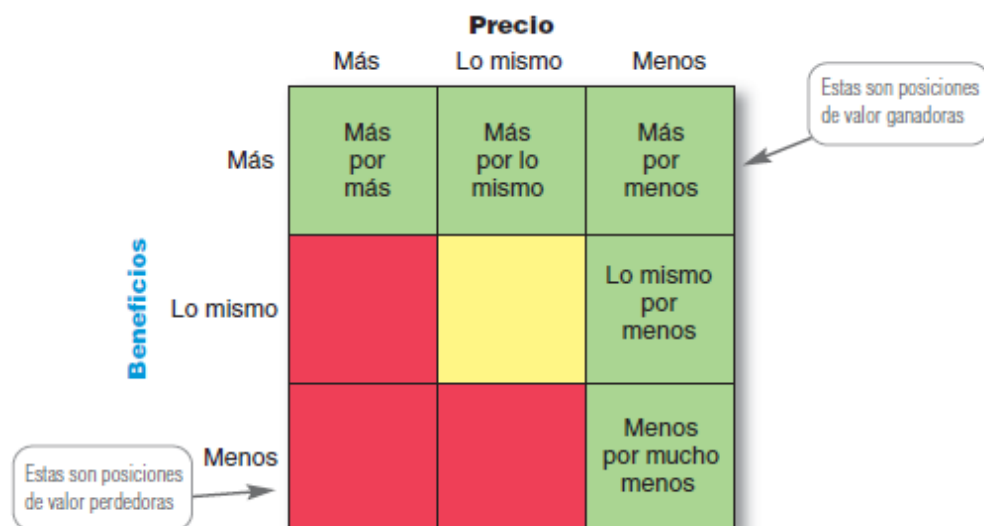 Precio
Más
Lo mismo
Menos
Estas son posiciones
de valor ganadoras
Más
Más
por
más
Más
por lo
mismo
Más
por
menos
Beneficios
Lo mismo
Lo mismo
por
menos
Menos
Menos
por mucho
menos
Estas son posiciones
de valor perdedoras